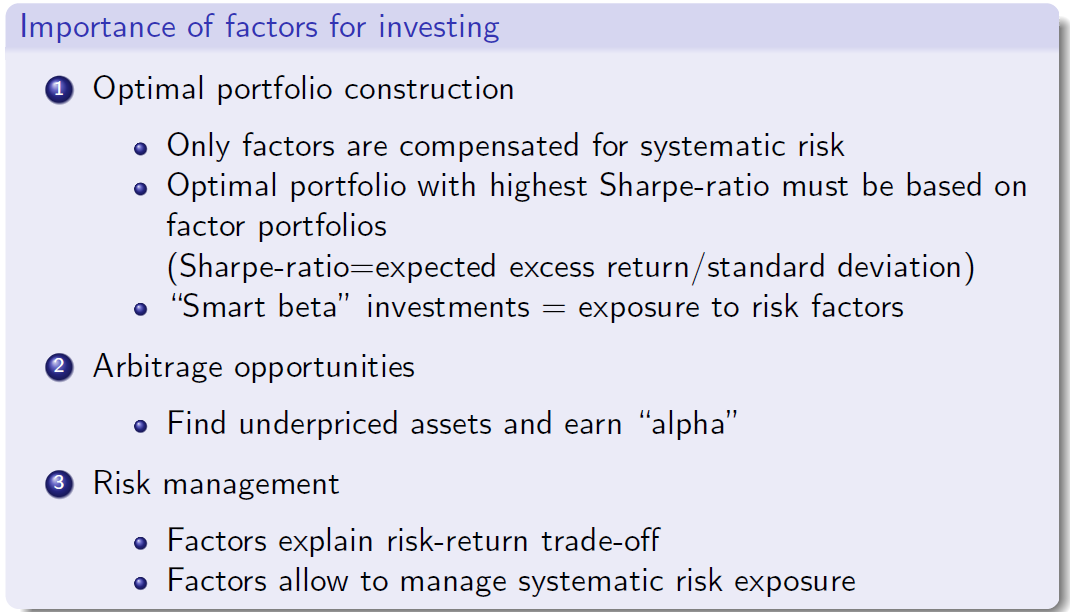 Importance of factors for investing
1 Optimal portfolio construction
• Only factors are compensated for systematic risk
• Optimal portfolio with highest Sharpe-ratio must be based on
factor portfolios
(Sharpe-ratio=expected excess return/standard deviation)
• “Smart beta” investments = exposure to risk factors
2 Arbitrage opportunities
• Find underpriced assets and earn “alpha”
3 Risk management
• Factors explain risk-return trade-off
• Factors allow to manage systematic risk exposure